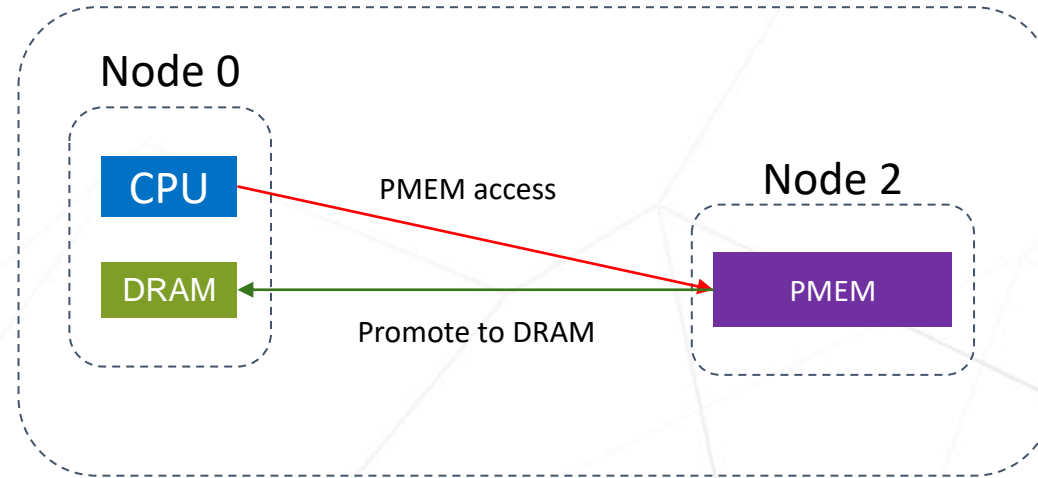 Node 0
CPU
PMEM access
Node 2
DRAM
PMEM
Promote to DRAM